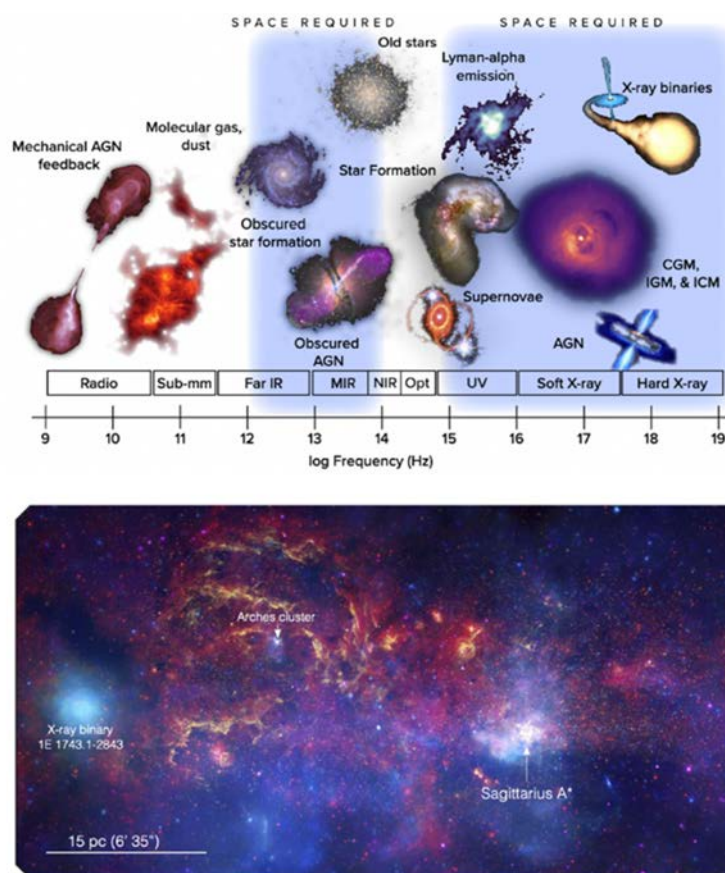 SPACE REQUIRED
SPACE REQUIRED
Old stars
Lyman-alpha
emission
X-ray binaries
Molecular gas,
dust
Mechanical AGN
feedback
Star Formation
Obscured
star formation
CGM,
IGM, & ICM
Supernovae
Obscured
AGN
AGN
Radio
Sub-mm
Far IR
MIR
NIR
Opt
UV
Soft X-ray
Hard X-ray
9 10 11 12 13 14 15 16 17 18 19
log Frequency (Hz)
Arches cluster
X-ray binary
1E 1743.1-2843
Sagittarius A*
15 pc (6' 35")